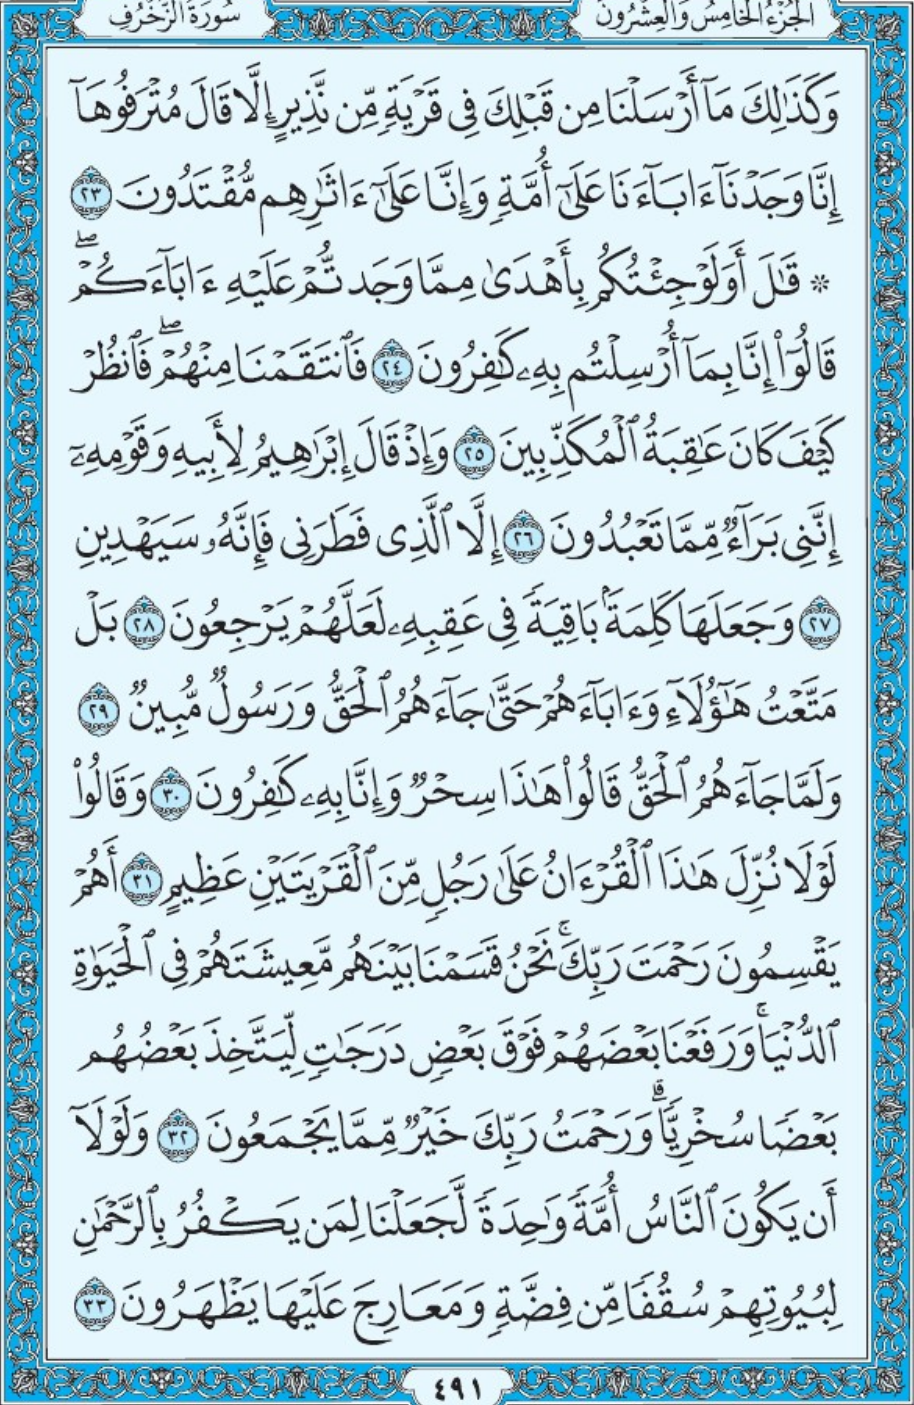 الجُزْءُ الخَامِسُ وَالعِشْرُونَ
سُورَةُ الزُّخْرُفِ
وَكَذَٰلِكَ مَآ أَرْسَلْنَا مِن قَبْلِكَ فِى قَرْيَةٍ مِّن نَّذِيرٍ إِلَّا قَالَ مُتْرَفُوهَآ
إِنَّا وَجَدْنَآ ءَابَآءَنَا عَلَىٰٓ أُمَّةٍ وَإِنَّا عَلَىٰٓ ءَاثَٰرِهِم مُّقْتَدُونَ ٢٣
۞ قَٰلَ أَوَلَوْ جِئْتُكُم بِأَهْدَىٰ مِمَّا وَجَدتُّمْ عَلَيْهِ ءَابَآءَكُمْ ۖ
قَالُوٓا۟ إِنَّا بِمَآ أُرْسِلْتُم بِهِۦ كَٰفِرُونَ ٢٤ فَٱنتَقَمْنَا مِنْهُمْ ۖ فَٱنظُرْ
كَيْفَ كَانَ عَٰقِبَةُ ٱلْمُكَذِّبِينَ ٢٥ وَإِذْ قَالَ إِبْرَٰهِيمُ لِأَبِيهِ وَقَوْمِهِۦٓ
إِنَّنِى بَرَآءٌ مِّمَّا تَعْبُدُونَ ٢٦ إِلَّا ٱلَّذِى فَطَرَنِى فَإِنَّهُۥ سَيَهْدِينِ
٢٧ وَجَعَلَهَا كَلِمَةًۢ بَاقِيَةً فِى عَقِبِهِۦ لَعَلَّهُمْ يَرْجِعُونَ ٢٨ بَلْ
مَتَّعْتُ هَٰٓؤُلَآءِ وَءَابَآءَهُمْ حَتَّىٰ جَآءَهُمُ ٱلْحَقُّ وَرَسُولٌ مُّبِينٌ ٢٩
وَلَمَّا جَآءَهُمُ ٱلْحَقُّ قَالُوا۟ هَٰذَا سِحْرٌ وَإِنَّا بِهِۦ كَٰفِرُونَ ٣٠ وَقَالُوا۟
لَوْلَا نُزِّلَ هَٰذَا ٱلْقُرْءَانُ عَلَىٰ رَجُلٍ مِّنَ ٱلْقَرْيَتَيْنِ عَظِيمٍ ٣١ أَهُمْ
يَقْسِمُونَ رَحْمَتَ رَبِّكَ ۚ نَحْنُ قَسَمْنَا بَيْنَهُم مَّعِيشَتَهُمْ فِى ٱلْحَيَوٰةِ
ٱلدُّنْيَا ۚ وَرَفَعْنَا بَعْضَهُمْ فَوْقَ بَعْضٍ دَرَجَٰتٍ لِّيَتَّخِذَ بَعْضُهُم
بَعْضًا سُخْرِيًّا ۗ وَرَحْمَتُ رَبِّكَ خَيْرٌ مِّمَّا يَجْمَعُونَ ٣٢ وَلَوْلَآ
أَن يَكُونَ ٱلنَّاسُ أُمَّةً وَٰحِدَةً لَّجَعَلْنَا لِمَن يَكْفُرُ بِٱلرَّحْمَٰنِ
لِبُيُوتِهِمْ سُقُفًا مِّن فِضَّةٍ وَمَعَارِجَ عَلَيْهَا يَظْهَرُونَ ٣٣
٤٩١